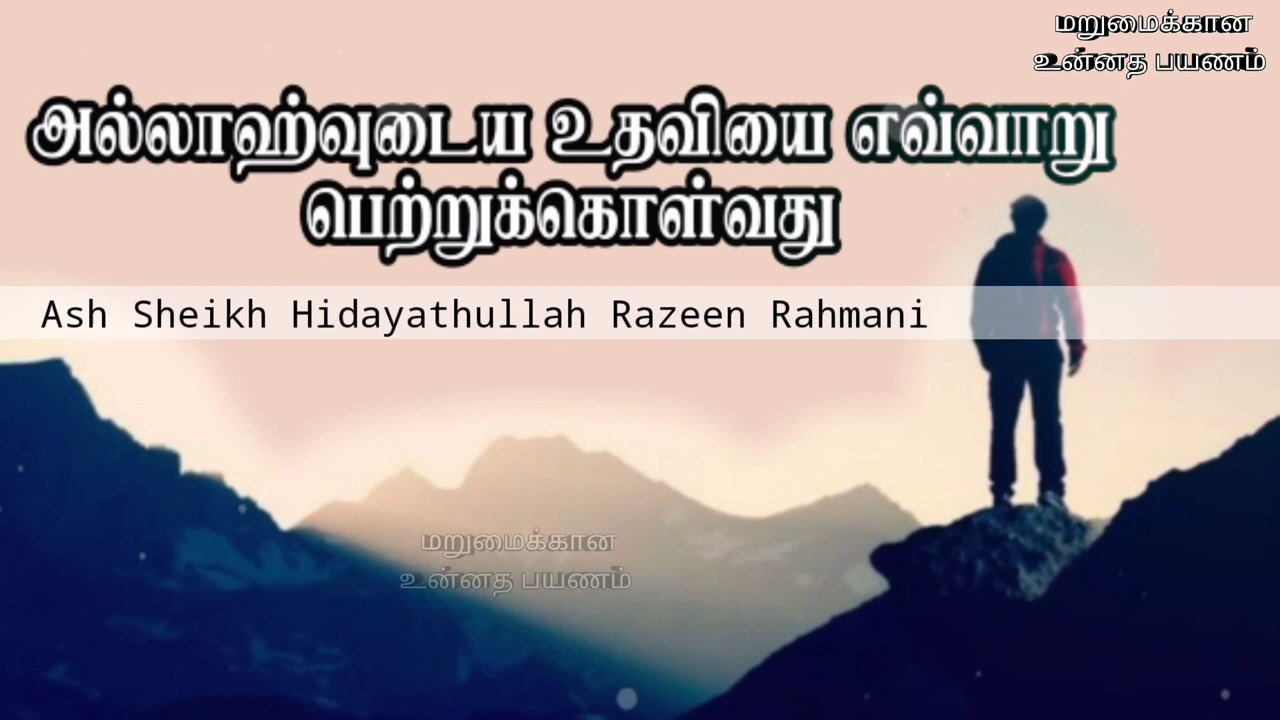 மறுமைக்கான
உன்னத பயணம்
அல்லாஹ்வுடைய உதவியை எவ்வாறு
பெற்றுக்கொள்வது
Ash Sheikh Hidayathullah Razeen Rahmani
மறுமைக்கான
உன்னத பயணம்